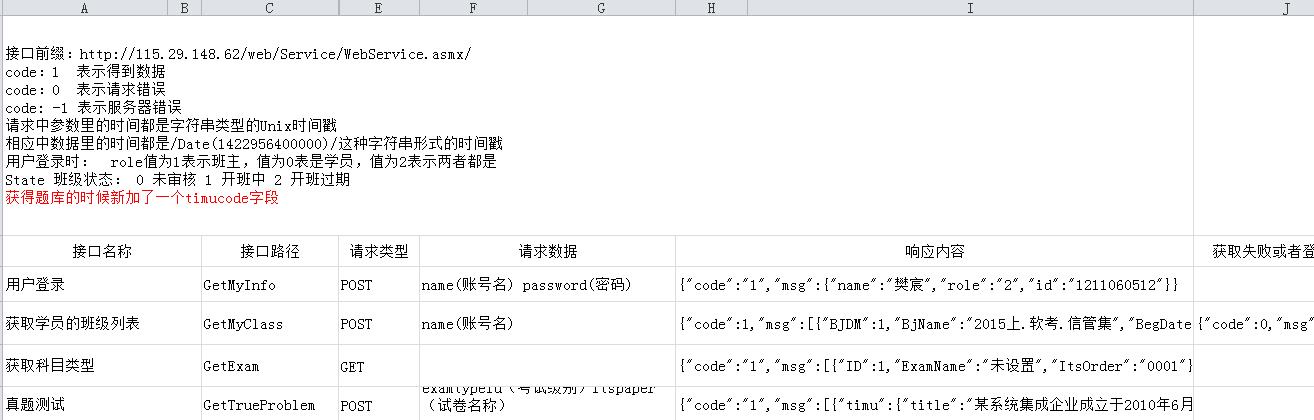 A B C E F G H I J
接口前缀：http://115.29.148.62/web/Service/WebService.asmx/
code：1 表示得到数据
code：0 表示请求错误
code：-1 表示服务器错误
请求中参数里的时间都是字符串类型的Unix时间戳
相应中数据里的时间都是/Date(1422956400000)/这种字符串形式的时间戳
用户登录时： role值为1表示班主，值为0表是学员，值为2表示两者都是
State 班级状态： 0 未审核 1 开班中 2 开班过期
获得题库的时候新加了一个timucode字段
接口名称 接口路径 请求类型 请求数据 响应内容 获取失败或者登
用户登录 GetMyInfo POST name(账号名) password(密码) {"code":"1","msg":{"name":"樊宸","role":"2","id":"1211060512"}}
获取学员的班级列表 GetMyClass POST name(账号名) {"code":1,"msg":[{"BJDM":1,"BjName":"2015上.软考.信管集","BegDate {"code":0,"msg"
获取科目类型 GetExam GET {"code":"1","msg":[{"ID":1,"ExamName":"未设置","ItsOrder":"0001"}
真题测试 GetTrueProblem POST examtypeid（考试级别）itspaper
（试卷名称） {"code":"1","msg":[{"timu":{"title":"某系统集成企业成立于2010年6月